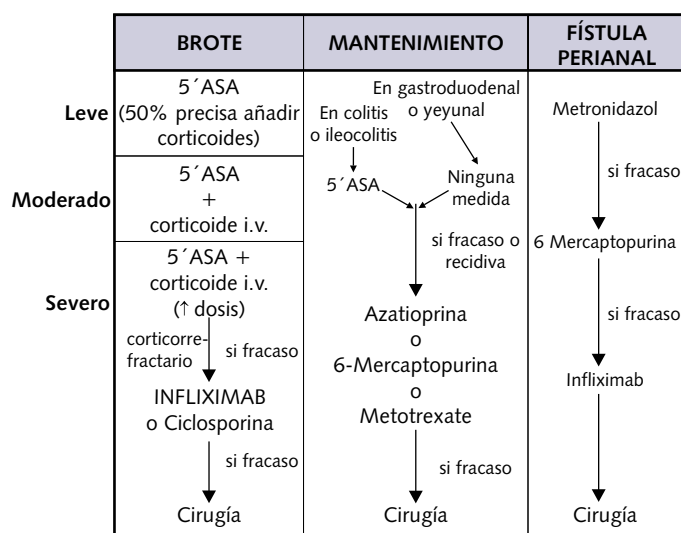 BROTE
MANTENIMIENTO
FÍSTULA
PERIANAL
Leve
5´ASA
(50% precisa añadir
corticoides)
Moderado
5´ASA
+
corticoide i.v.
Severo
5´ASA +
corticoide i.v.
(↑ dosis)
corticorre-
fractario
si fracaso
INFLIXIMAB
o Ciclosporina
si fracaso
Cirugía
En gastroduodenal
o yeyunal
En colitis
o ileocolitis
5´ASA
Ninguna
medida
si fracaso o
recidiva
Azatioprina
o
6-Mercaptopurina
o
Metotrexate
si fracaso
Cirugía
Metronidazol
si fracaso
6 Mercaptopurina
si fracaso
Infliximab
Cirugía